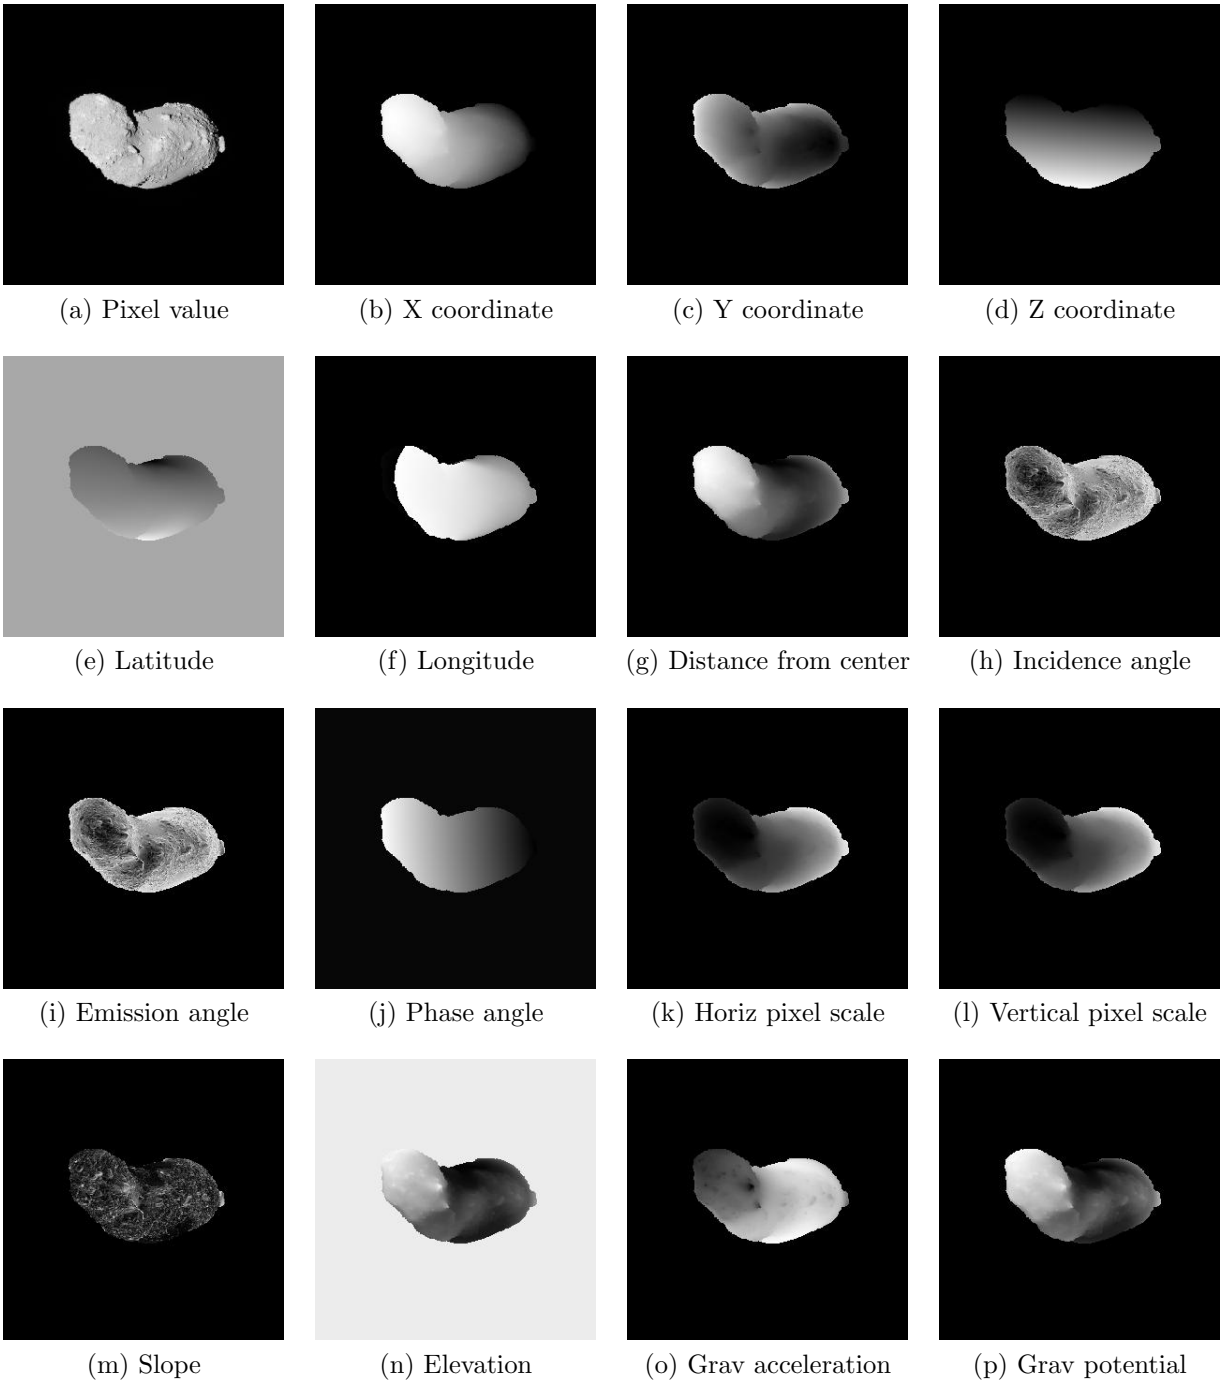 (a) Pixel value
(b) X coordinate
(c) Y coordinate
(d) Z coordinate
(e) Latitude
(f) Longitude
(g) Distance from center
(h) Incidence angle
(i) Emission angle
(j) Phase angle
(k) Horiz pixel scale
(l) Vertical pixel scale
(m) Slope
(n) Elevation
(o) Grav acceleration
(p) Grav potential